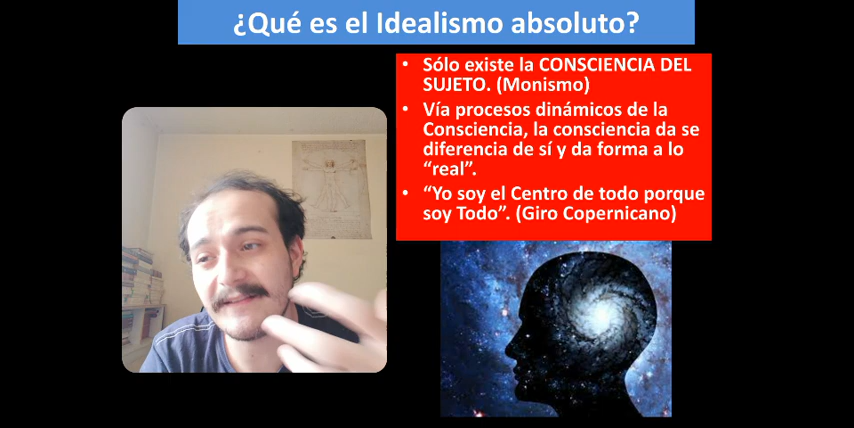 ¿Qué es el Idealismo absoluto?
• Sólo existe la CONSCIENCIA DEL
SUJETO. (Monismo)
• Vía procesos dinámicos de la
Consciencia, la consciencia da se
diferencia de sí y da forma a lo
“real”.
• “Yo soy el Centro de todo porque
soy Todo”. (Giro Copernicano)